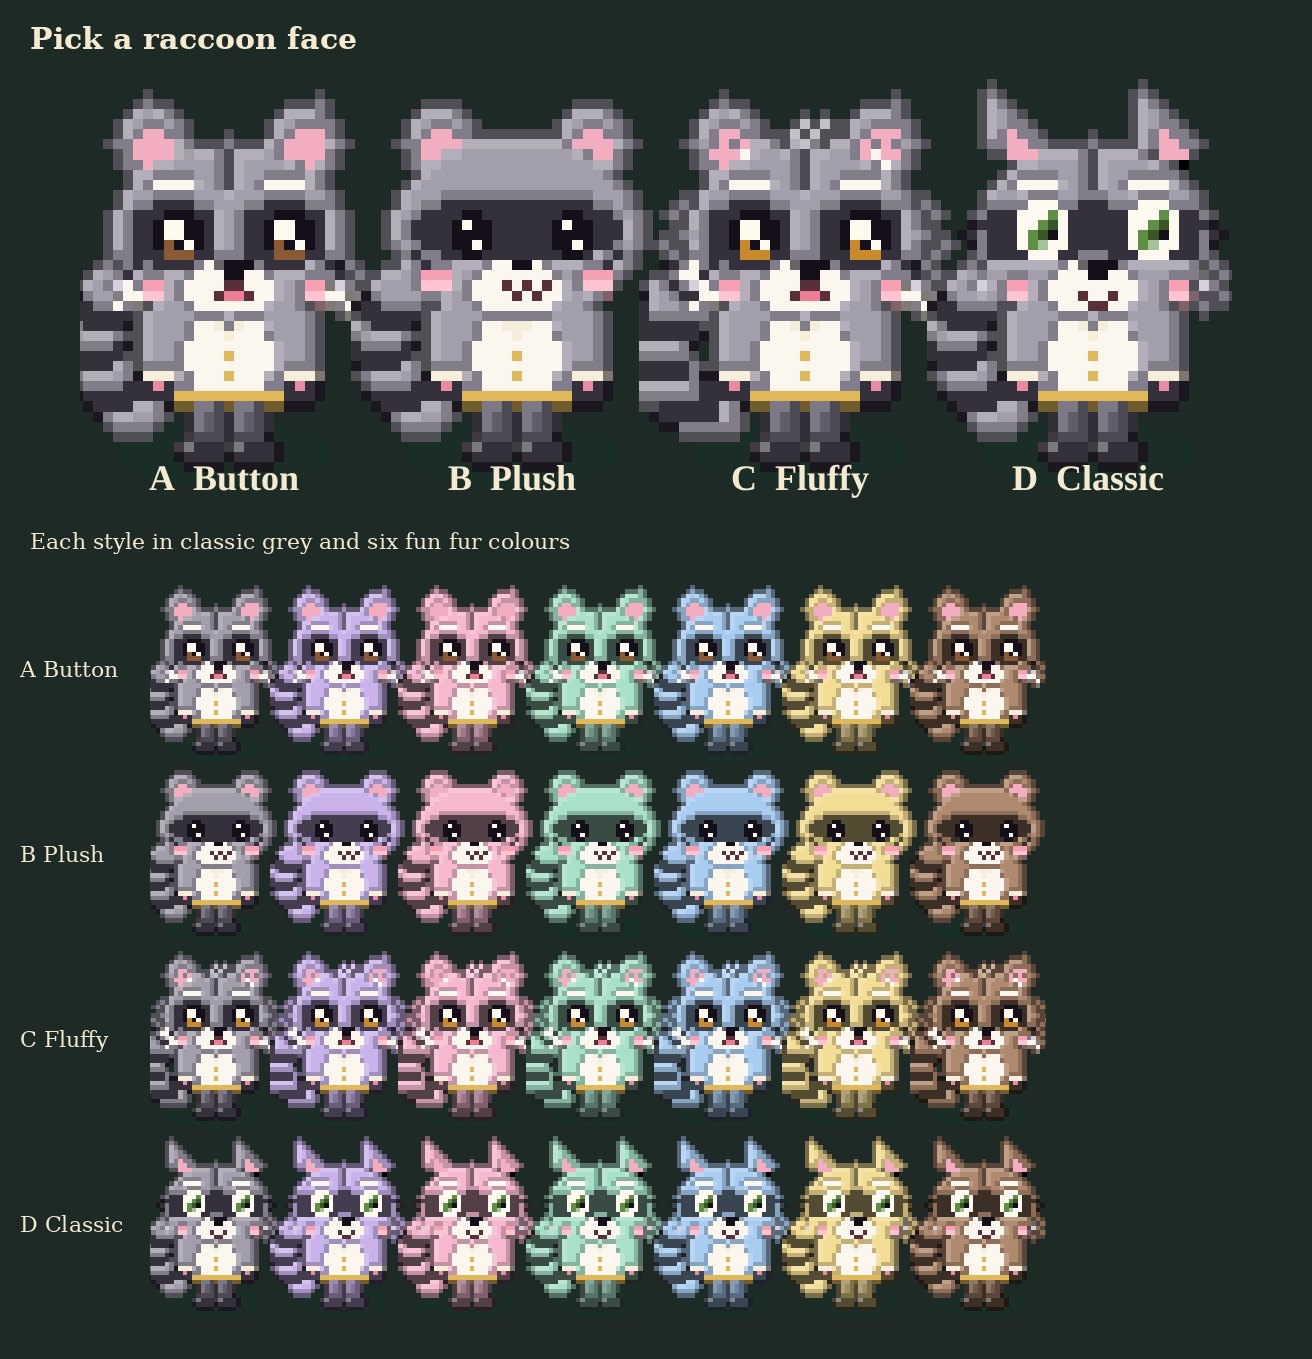 Pick a raccoon face
A Button
B Plush
C Fluffy
D Classic
Each style in classic grey and six fun fur colours
A Button
B Plush
C Fluffy
D Classic